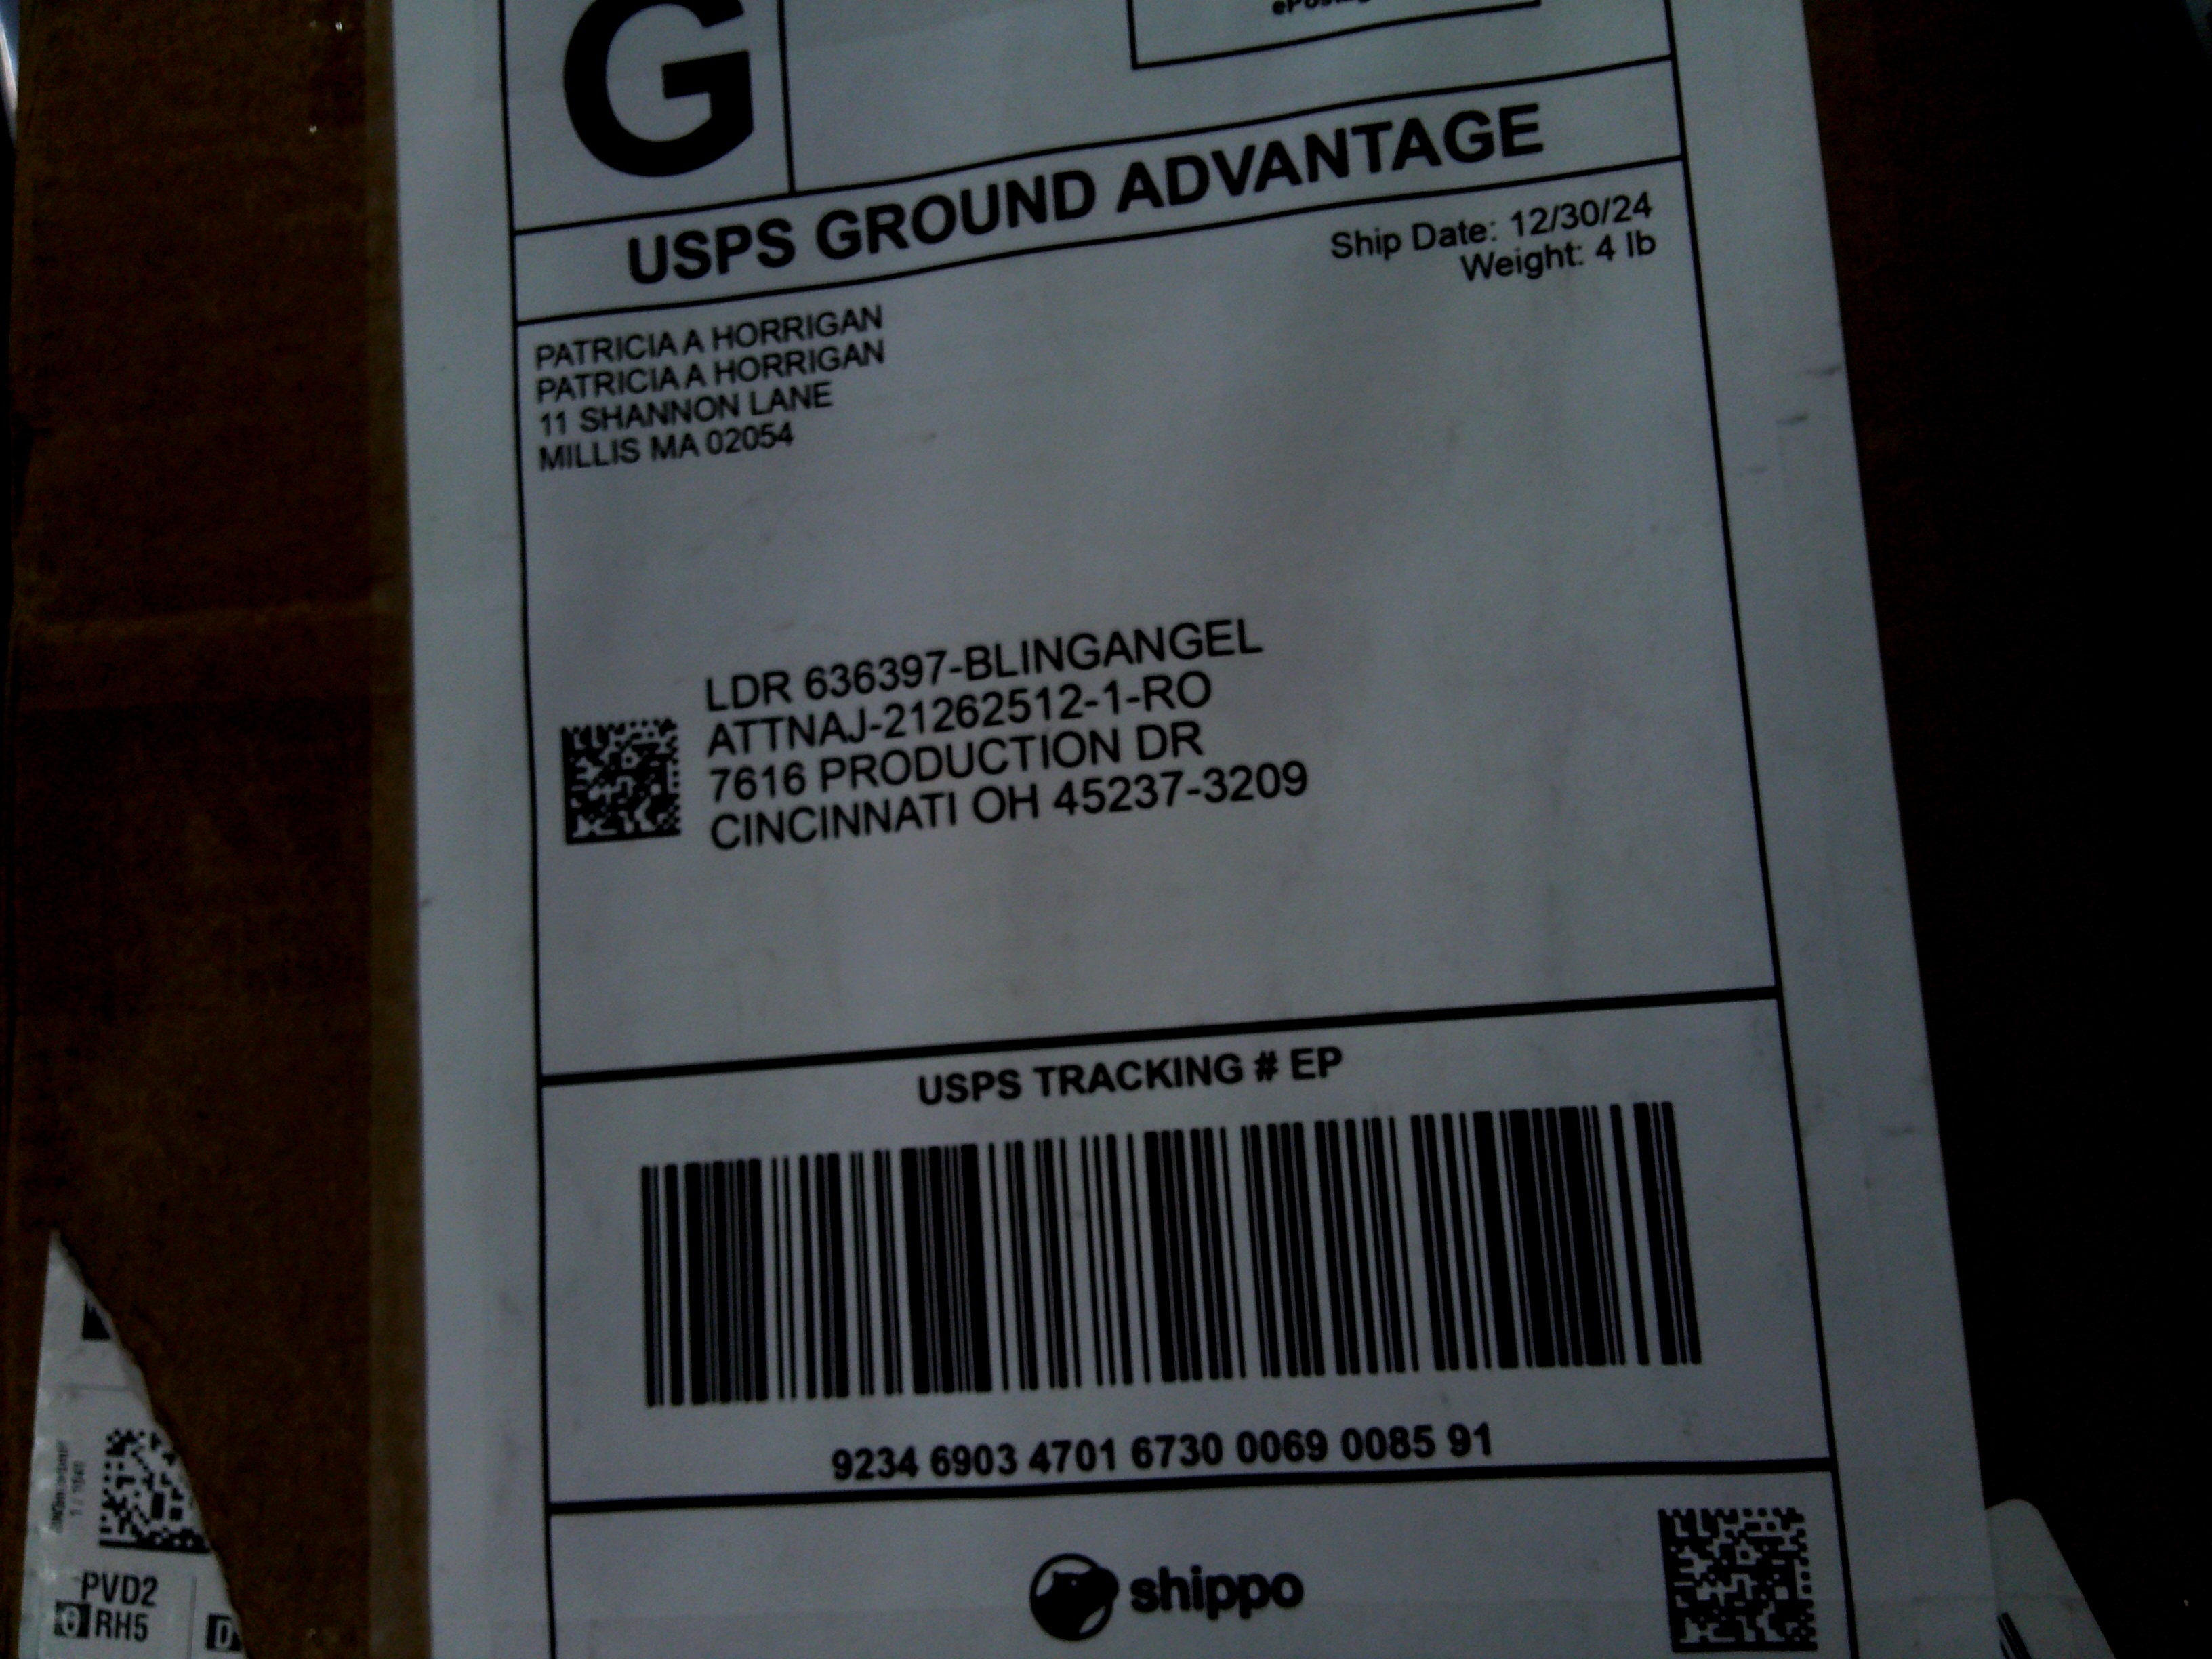 G
USPS GROUND ADVANTAGE
Ship Date: 12/30/24
Weight: 4 lb
PATRICIA A HORRIGAN
PATRICIA A HORRIGAN
11 SHANNON LANE
MILLIS MA 02054
LDR 636397-BLINGANGEL
ATTNAJ-21262512-1-RO
7616 PRODUCTION DR
CINCINNATI OH 45237-3209
USPS TRACKING # EP
9234 6903 4701 6730 0069 0085 91
shippo
PVD2
RH5
D